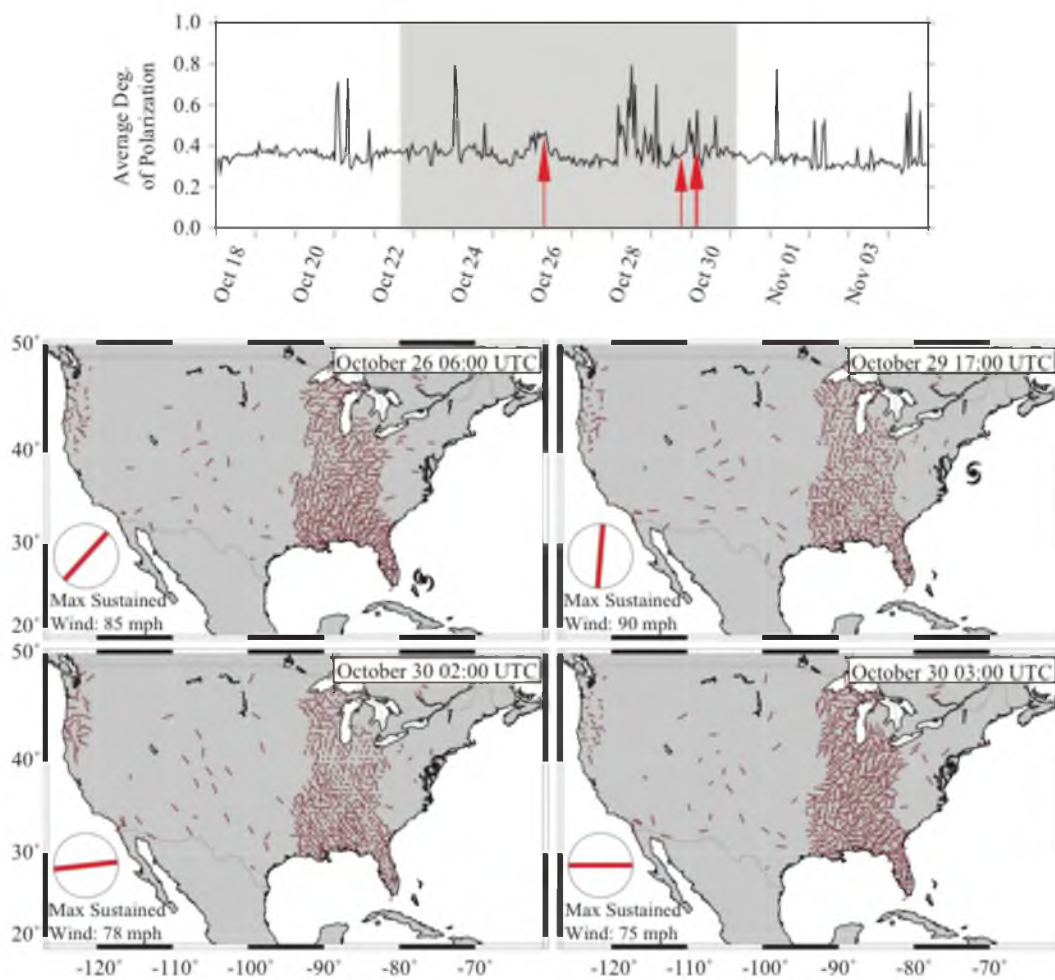 Average Deg.
of Polarization
1.0
0.8
0.6
0.4
0.2
0.0
Oct 18
Oct 20
Oct 22
Oct 24
Oct 26
Oct 28
Oct 30
Nov 01
Nov 03
50˚
40˚
30˚
20˚
October 26 06:00 UTC
Max Sustained
Wind: 85 mph
October 29 17:00 UTC
Max Sustained
Wind: 90 mph
50˚
40˚
30˚
20˚
October 30 02:00 UTC
Max Sustained
Wind: 78 mph
October 30 03:00 UTC
Max Sustained
Wind: 75 mph
-120° -110° -100° -90° -80° -70°
-120° -110° -100° -90° -80° -70°